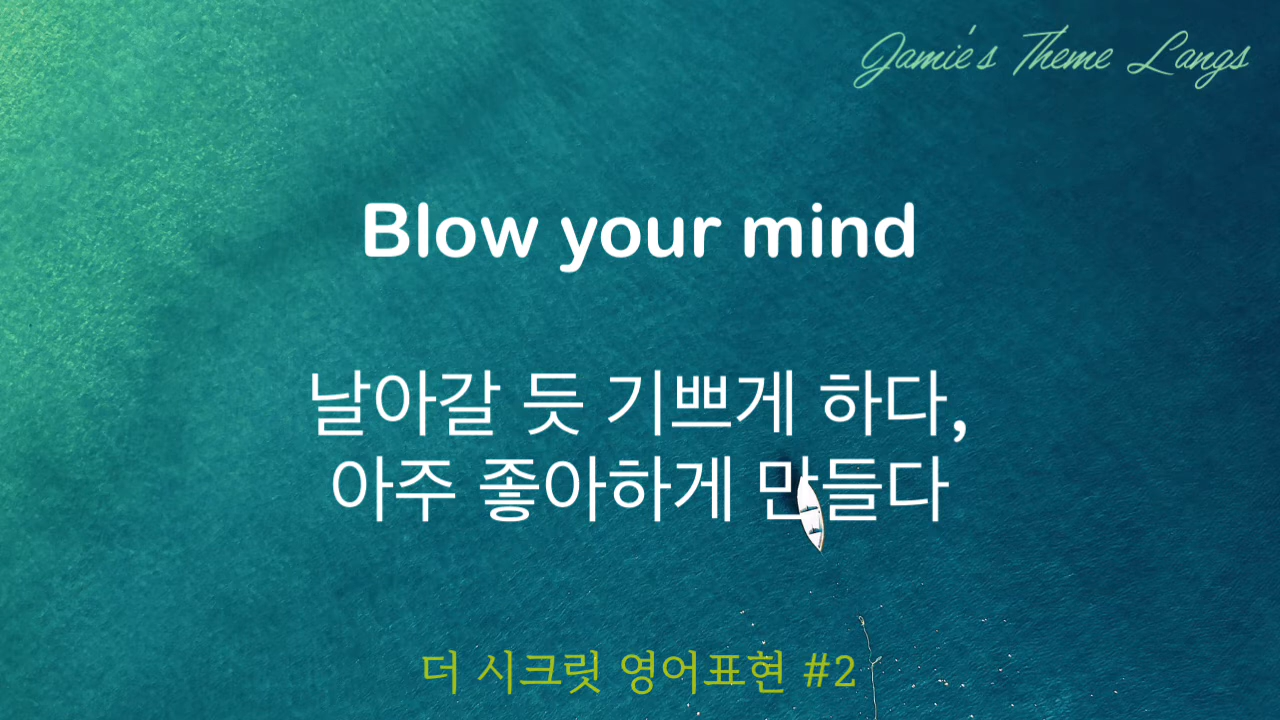 Jamie's Theme Langs
Blow your mind
날아갈 듯 기쁘게 하다,
아주 좋아하게 만들다
더 시크릿 영어표현 #2